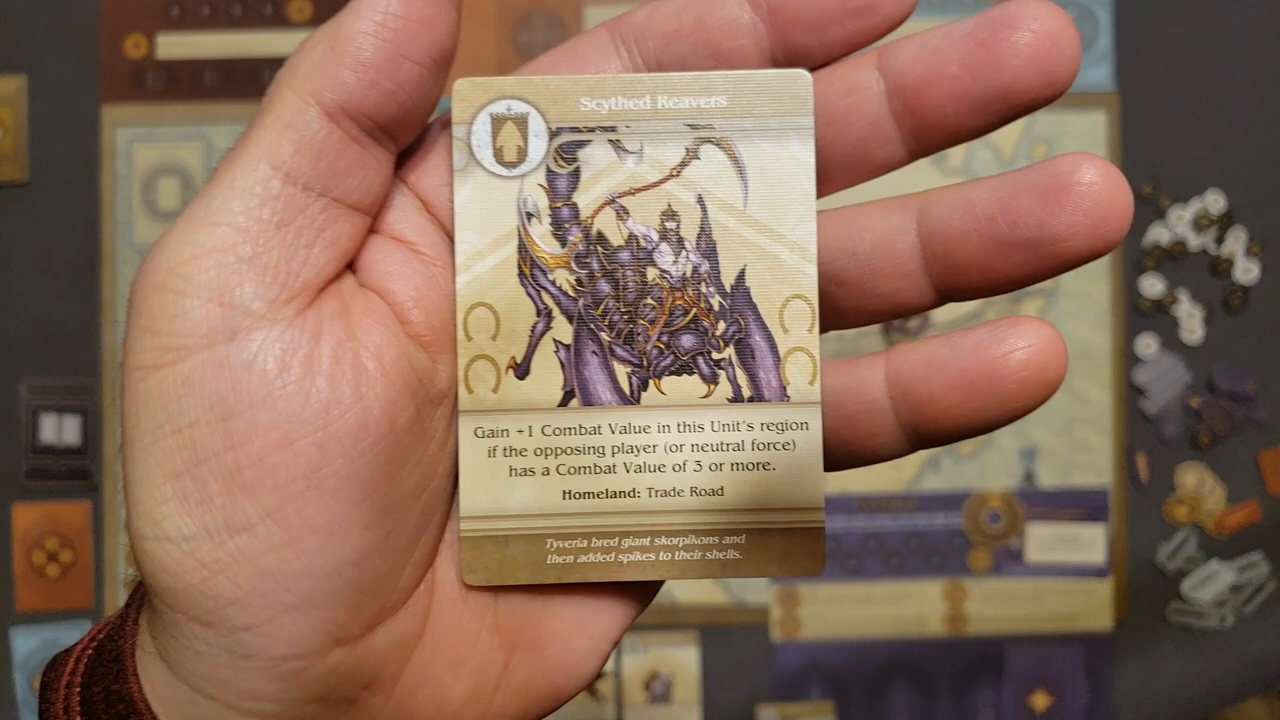 Scythed Reavers
Gain +1 Combat Value in this Unit's region
if the opposing player (or neutral force)
has a Combat Value of 3 or more.
Homeland: Trade Road
Tyveria bred giant skorpikons and
then added spikes to their shells.